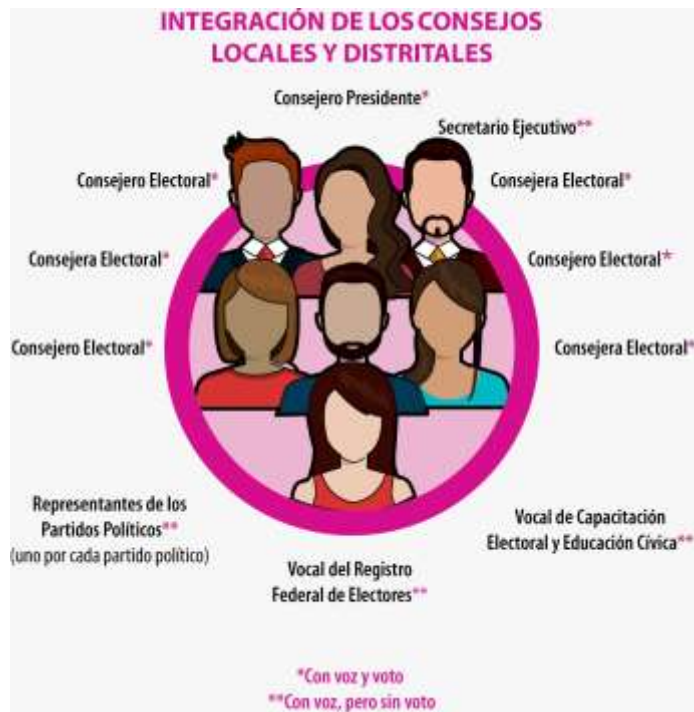 INTEGRACIÓN DE LOS CONSEJOS
LOCALES Y DISTRITALES
Consejero Presidente*
Secretario Ejecutivo**
Consejero Electoral*
Consejera Electoral*
Consejera Electoral*
Consejero Electoral*
Consejero Electoral*
Consejera Electoral*
Representantes de los
Partidos Políticos**
(uno por cada partido político)
Vocal de Capacitación
Electoral y Educación Cívica**
Vocal del Registro
Federal de Electores**
*Con voz y voto
**Con voz, pero sin voto